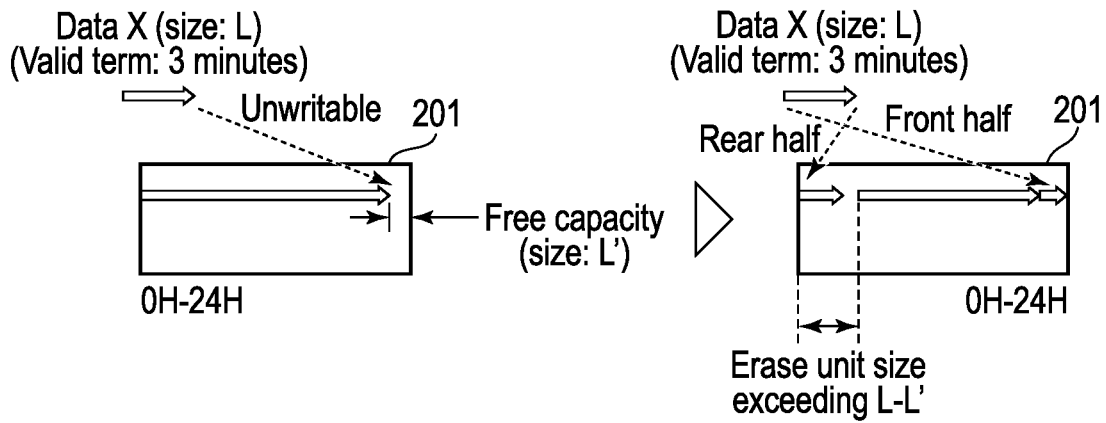 Data X (size: L)
(Valid term: 3 minutes)
Unwritable
201
Free capacity
(size: L')
0H-24H
Data X (size: L)
(Valid term: 3 minutes)
Rear half
Front half
201
0H-24H
Erase unit size
exceeding L-L'